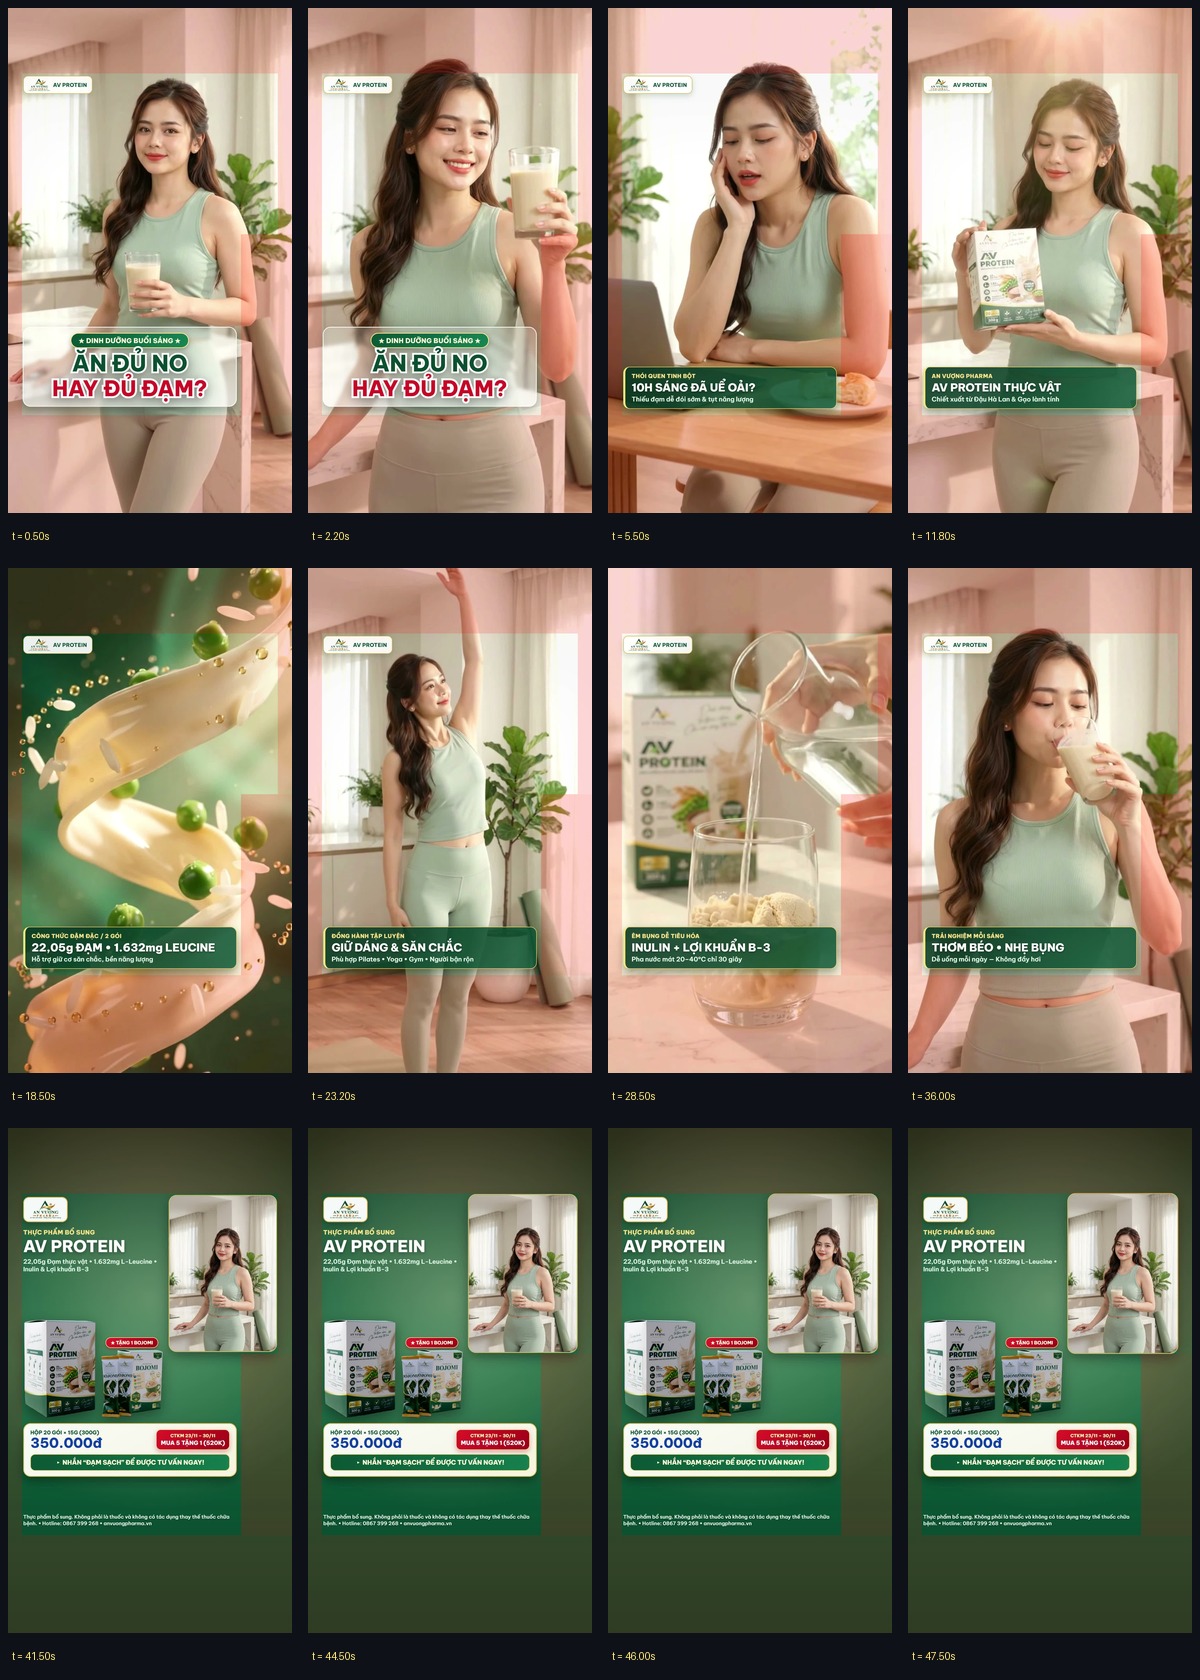 AV PROTEIN
★ DINH DƯỠNG BUỔI SÁNG ★
ĂN ĐỦ NO
HAY ĐỦ ĐẠM?
t = 0.50s
AV PROTEIN
★ DINH DƯỠNG BUỔI SÁNG ★
ĂN ĐỦ NO
HAY ĐỦ ĐẠM?
t = 2.20s
AV PROTEIN
THÓI QUEN TINH BỘT
10H SÁNG ĐÃ UỂ OẢI?
Thiếu đạm dễ đói sớm & tụt năng lượng
t = 5.50s
AV PROTEIN
AV
PROTEIN
AN VƯỢNG PHARMA
AV PROTEIN THỰC VẬT
Chiết xuất từ Đậu Hà Lan & Gạo lành tính
t = 11.80s
AV PROTEIN
CÔNG THỨC ĐẬM ĐẶC / 2 GÓI
22,05g ĐẠM • 1.632mg LEUCINE
Hỗ trợ giữ cơ săn chắc, bền năng lượng
t = 18.50s
AV PROTEIN
ĐỒNG HÀNH TẬP LUYỆN
GIỮ DÁNG & SĂN CHẮC
Phù hợp Pilates • Yoga • Gym • Người bận rộn
t = 23.20s
AV PROTEIN
AV
PROTEIN
ÊM BỤNG DỄ TIÊU HÓA
INULIN + LỢI KHUẨN B-3
Pha nước mát 20-40°C chỉ 30 giây
t = 28.50s
AV PROTEIN
TRẢI NGHIỆM MỖI SÁNG
THƠM BÉO • NHẸ BỤNG
Dễ uống mỗi ngày — Không đầy hơi
t = 36.00s
AN VƯỢNG
THỰC PHẨM BỔ SUNG
AV PROTEIN
22,05g Đạm thực vật • 1.632mg L-Leucine •
Inulin & Lợi khuẩn B-3
★ TẶNG 1 BOJOMI
AV
PROTEIN
BOJOMI
HỘP 20 GÓI × 15G (300G)
350.000đ
CTKM 23/11 - 30/11
MUA 5 TẶNG 1 (520K)
NHẮN "ĐẠM SẠCH" ĐỂ ĐƯỢC TƯ VẤN NGAY!
Thực phẩm bổ sung. Không phải là thuốc và không có tác dụng thay thế thuốc chữa
bệnh. • Hotline: 0867 399 268 • anvuongpharma.vn
t = 41.50s
AN VƯỢNG
THỰC PHẨM BỔ SUNG
AV PROTEIN
22,05g Đạm thực vật • 1.632mg L-Leucine •
Inulin & Lợi khuẩn B-3
★ TẶNG 1 BOJOMI
AV
PROTEIN
BOJOMI
HỘP 20 GÓI × 15G (300G)
350.000đ
CTKM 23/11 - 30/11
MUA 5 TẶNG 1 (520K)
NHẮN "ĐẠM SẠCH" ĐỂ ĐƯỢC TƯ VẤN NGAY!
Thực phẩm bổ sung. Không phải là thuốc và không có tác dụng thay thế thuốc chữa
bệnh. • Hotline: 0867 399 268 • anvuongpharma.vn
t = 44.50s
AN VƯỢNG
THỰC PHẨM BỔ SUNG
AV PROTEIN
22,05g Đạm thực vật • 1.632mg L-Leucine •
Inulin & Lợi khuẩn B-3
★ TẶNG 1 BOJOMI
AV
PROTEIN
BOJOMI
HỘP 20 GÓI × 15G (300G)
350.000đ
CTKM 23/11 - 30/11
MUA 5 TẶNG 1 (520K)
NHẮN "ĐẠM SẠCH" ĐỂ ĐƯỢC TƯ VẤN NGAY!
Thực phẩm bổ sung. Không phải là thuốc và không có tác dụng thay thế thuốc chữa
bệnh. • Hotline: 0867 399 268 • anvuongpharma.vn
t = 46.00s
AN VƯỢNG
THỰC PHẨM BỔ SUNG
AV PROTEIN
22,05g Đạm thực vật • 1.632mg L-Leucine •
Inulin & Lợi khuẩn B-3
★ TẶNG 1 BOJOMI
AV
PROTEIN
BOJOMI
HỘP 20 GÓI × 15G (300G)
350.000đ
CTKM 23/11 - 30/11
MUA 5 TẶNG 1 (520K)
NHẮN "ĐẠM SẠCH" ĐỂ ĐƯỢC TƯ VẤN NGAY!
Thực phẩm bổ sung. Không phải là thuốc và không có tác dụng thay thế thuốc chữa
bệnh. • Hotline: 0867 399 268 • anvuongpharma.vn
t = 47.50s